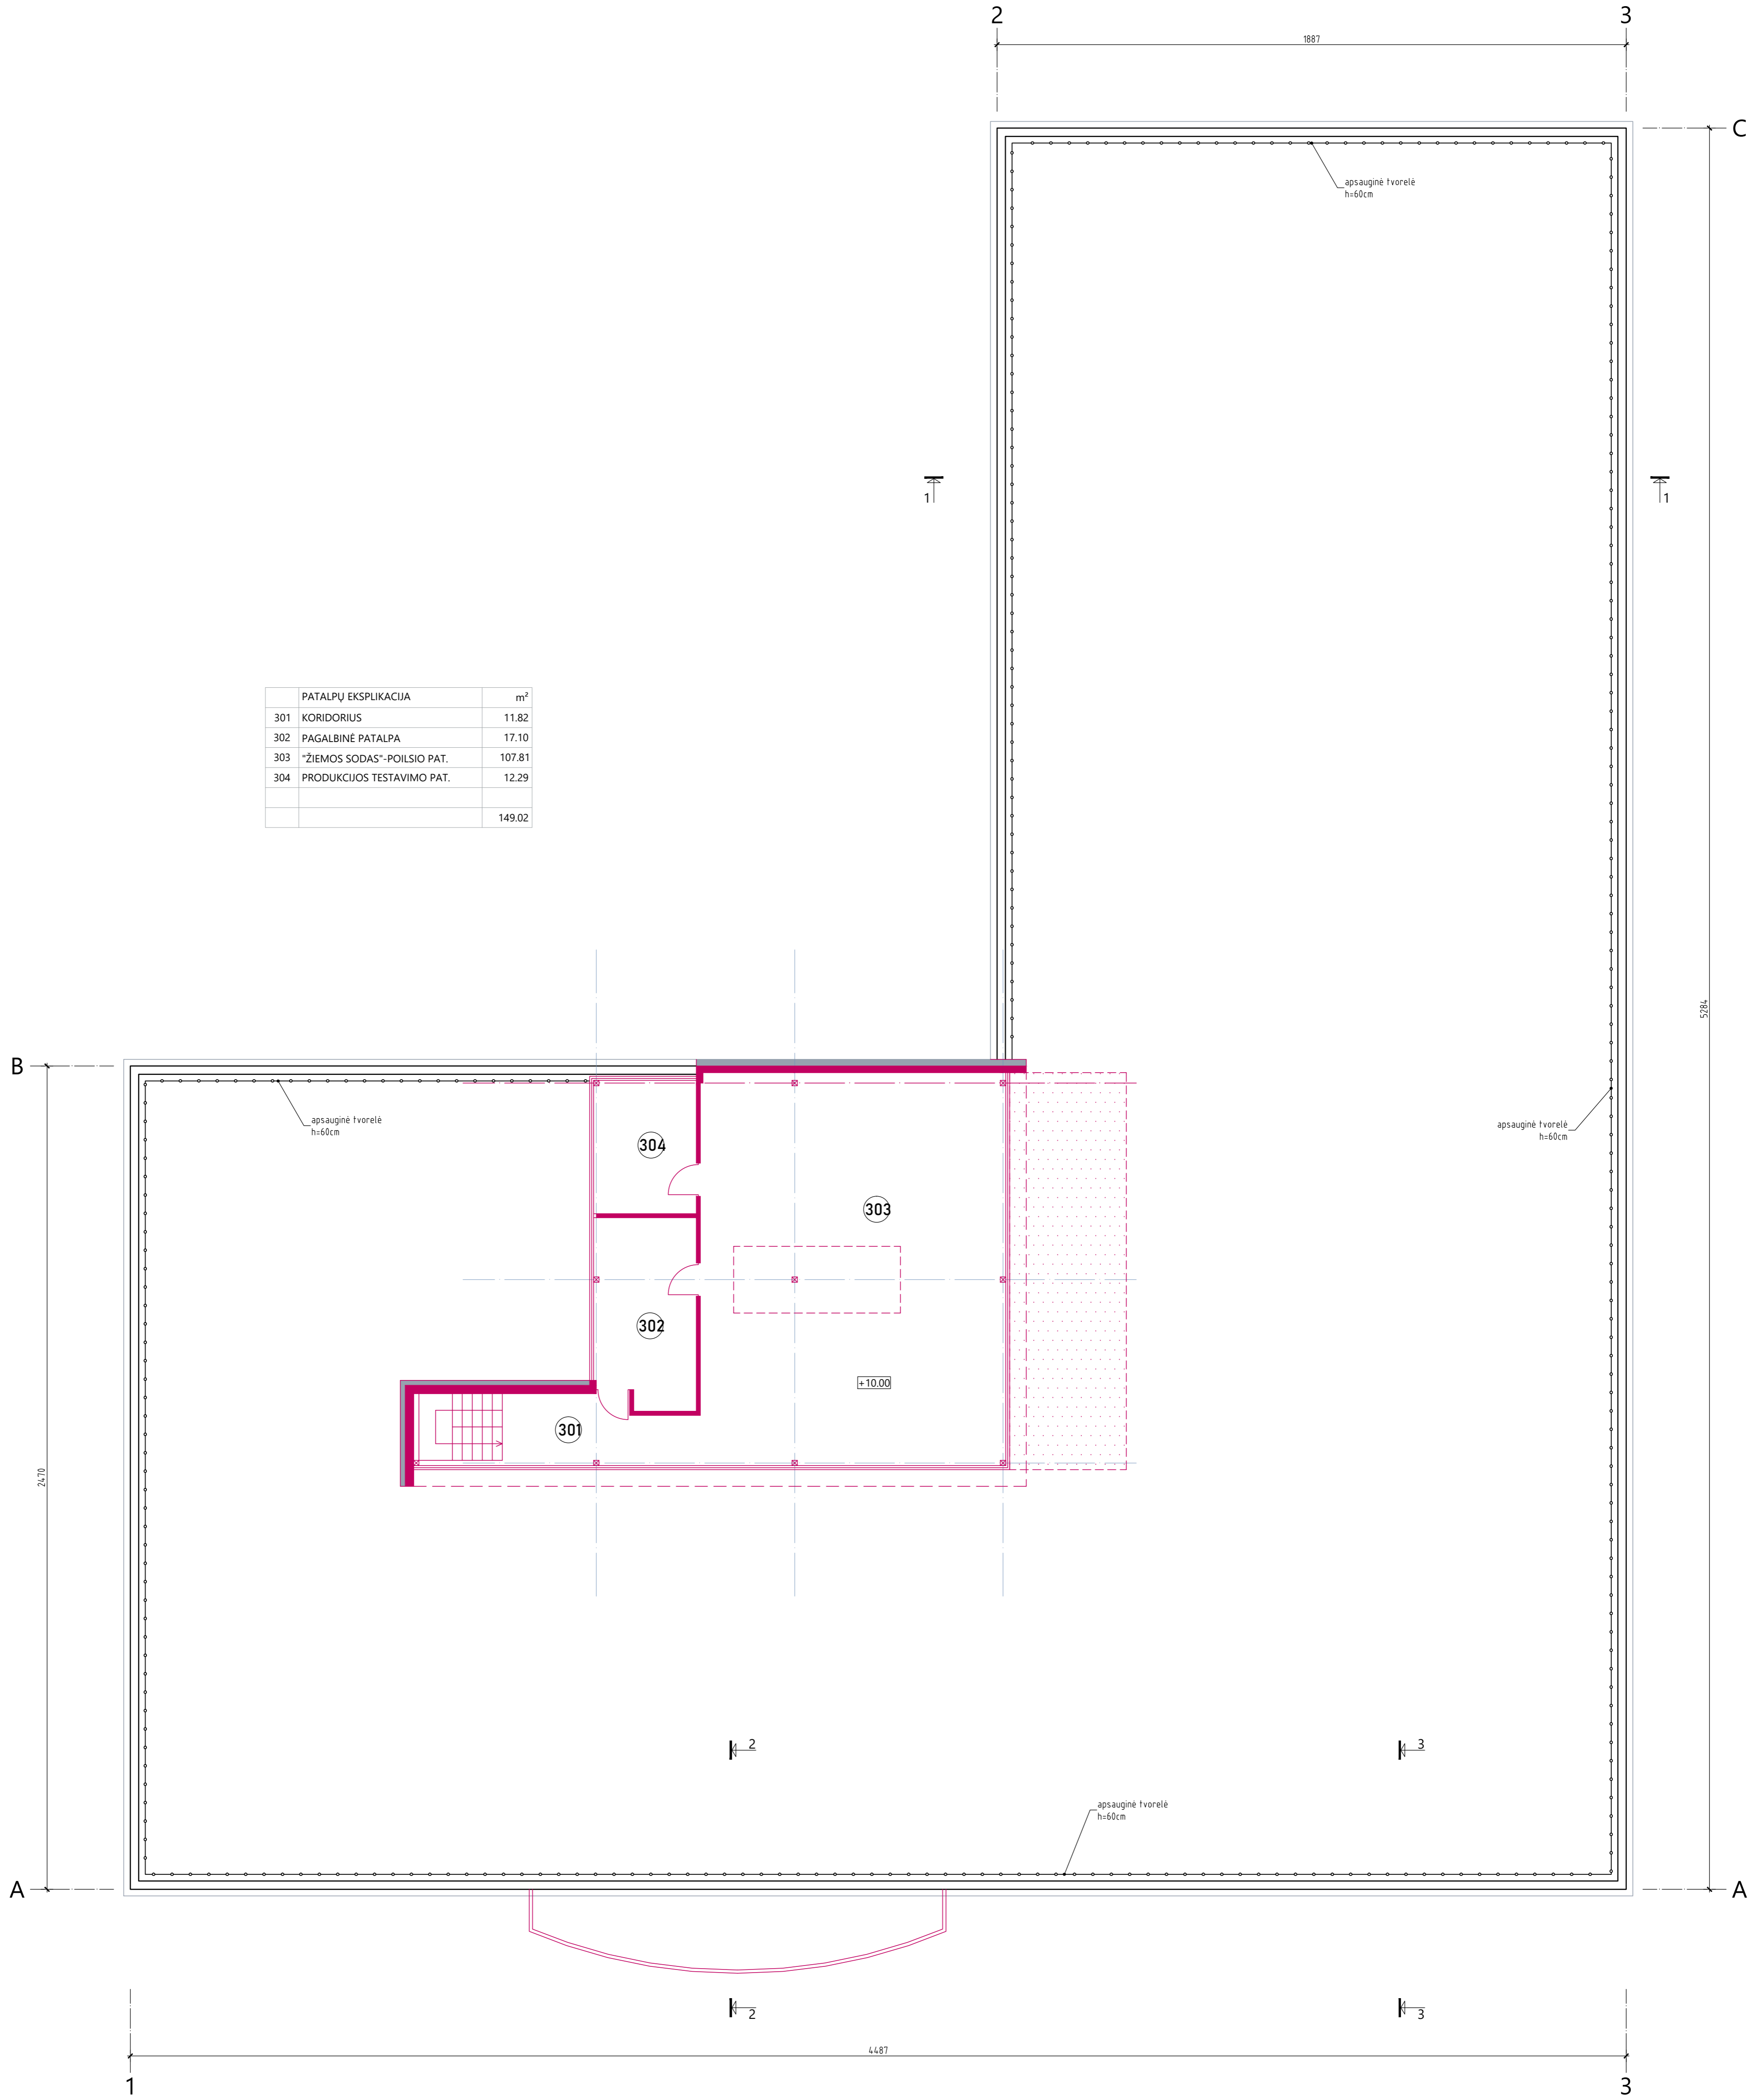 2
3
1887
C
apsauginė tvorelė
h=60cm
1
1
PATALPŲ EKSPLIKACIJA m²
301 KORIDORIUS 11.82
302 PAGALBINĖ PATALPA 17.10
303 "ŽIEMOS SODAS"-POILSIO PAT. 107.81
304 PRODUKCIJOS TESTAVIMO PAT. 12.29
149.02
5284
B
apsauginė tvorelė
h=60cm
apsauginė tvorelė
h=60cm
304
303
302
+10.00
301
2470
2
3
apsauginė tvorelė
h=60cm
A
A
2
3
4487
1
3